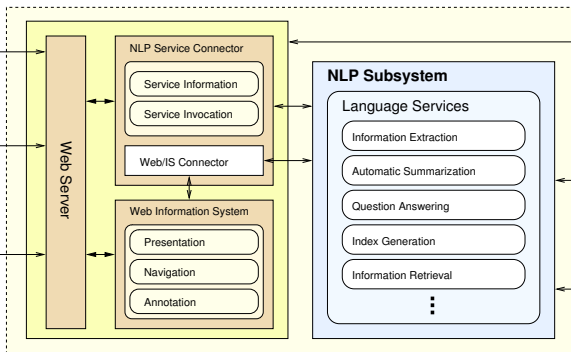 Web Server
NLP Service Connector
Service Information
Service Invocation
Web/IS Connector
Web Information System
Presentation
Navigation
Annotation
NLP Subsystem
Language Services
Information Extraction
Automatic Summarization
Question Answering
Index Generation
Information Retrieval